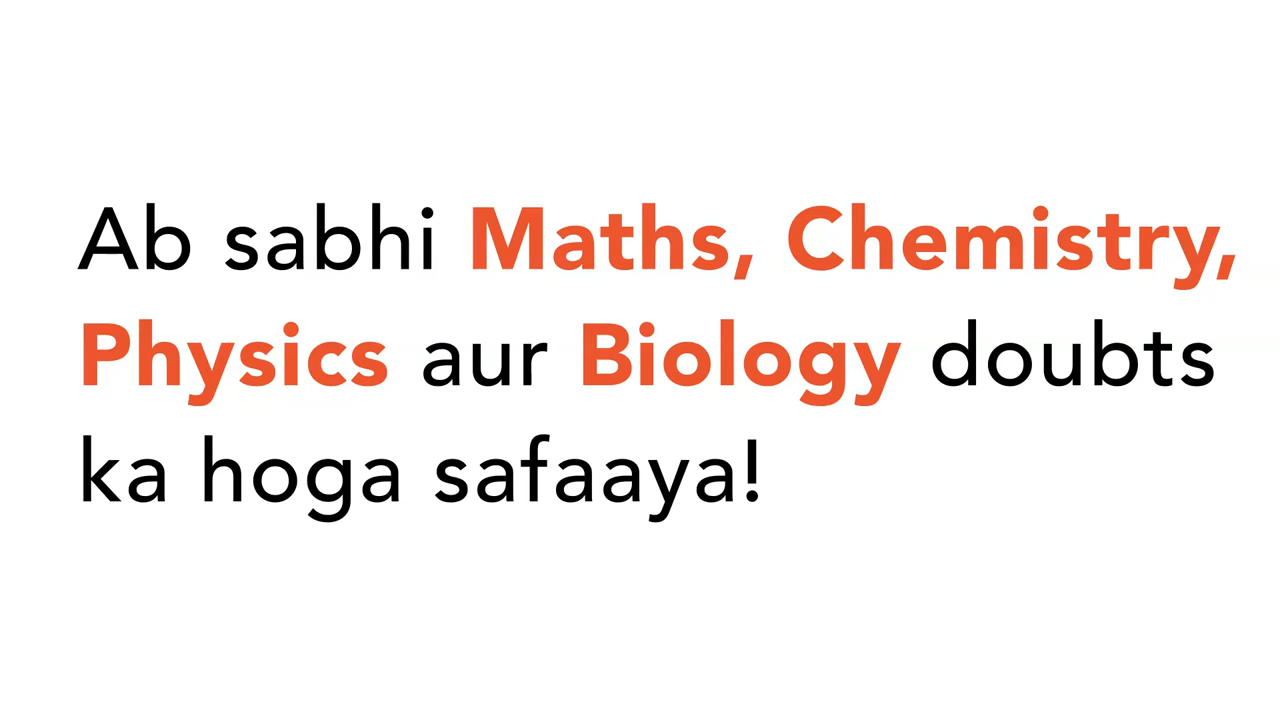 Ab sabhi Maths, Chemistry,
Physics aur Biology doubts
ka hoga safaaya!